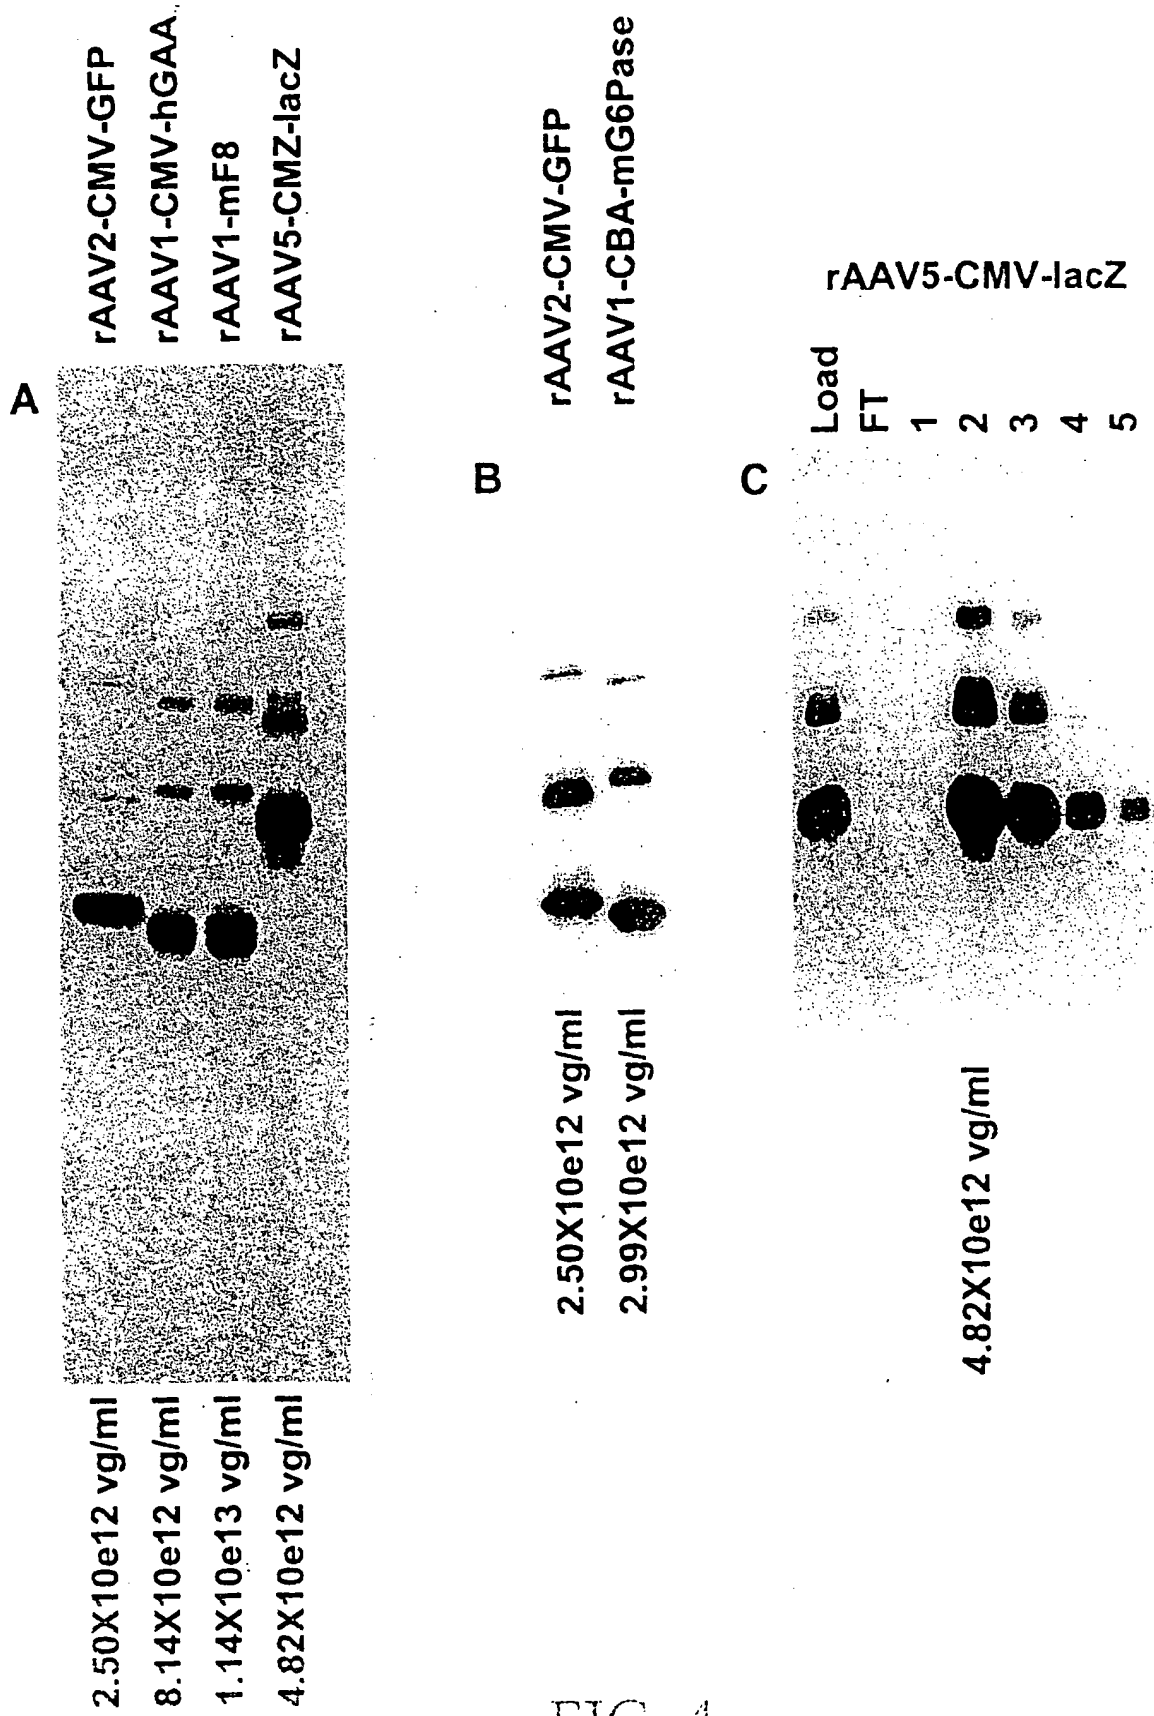 A
rAAV2-CMV-GFP
rAAV1-CMV-hGAA
rAAV1-mF8
rAAV5-CMZ-lacZ
2.50X10e12 vg/ml
8.14X10e12 vg/ml
1.14X10e13 vg/ml
4.82X10e12 vg/ml
B
rAAV2-CMV-GFP
rAAV1-CBA-mG6Pase
2.50X10e12 vg/ml
2.99X10e12 vg/ml
C
rAAV5-CMV-lacZ
Load
FT
1
2
3
4
5
4.82X10e12 vg/ml
FIG. 4